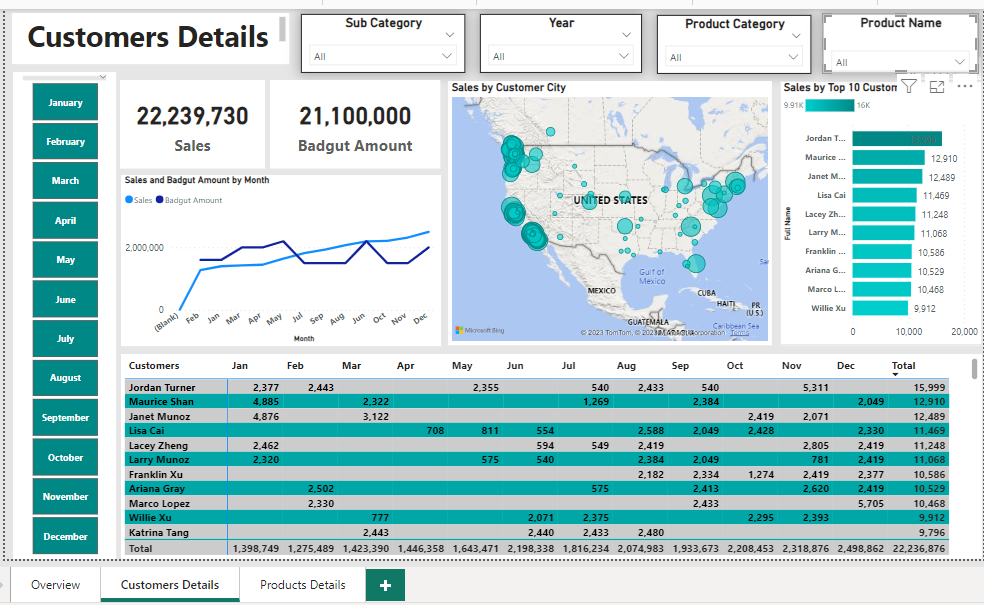 Customers Details
Sub Category
All
Year
All
Product Category
All
Product Name
All
January
February
March
April
May
June
July
August
September
October
November
December
22,239,730
Sales
21,100,000
Badgut Amount
Sales and Badgut Amount by Month
Sales Badgut Amount
2,000,000
0
(Blank) Feb Jan Mar Apr May Jul Sep Aug Jun Oct Nov Dec
Month
Sales by Customer City
UNITED STATES
MEXICO
Gulf of
Mexico
CUBA
HAITI
PR
(U.S.)
GUATEMALA
Caribbean Sea
Microsoft Bing
© 2023 TomTom, © 2023 Microsoft Corporation Terms
Sales by Top 10 Custom
9.91K 16K
Full Name
Jordan T...
Maurice ... 12,910
Janet M... 12,489
Lisa Cai 11,469
Lacey Zh... 11,248
Larry M... 11,068
Franklin ... 10,586
Ariana G... 10,529
Marco L... 10,468
Willie Xu 9,912
0 10,000 20,000
Customers Jan Feb Mar Apr May Jun Jul Aug Sep Oct Nov Dec Total
Jordan Turner 2,377 2,443 2,355 540 2,433 540 5,311 15,999
Maurice Shan 4,885 2,322 1,269 2,384 2,049 12,910
Janet Munoz 4,876 3,122 2,419 2,071 12,489
Lisa Cai 708 811 554 2,588 2,049 2,428 2,330 11,469
Lacey Zheng 2,462 594 549 2,419 2,805 2,419 11,248
Larry Munoz 2,320 575 540 2,384 2,049 781 2,419 11,068
Franklin Xu 2,182 2,334 1,274 2,419 2,377 10,586
Ariana Gray 2,502 575 2,413 2,620 2,419 10,529
Marco Lopez 2,330 2,433 5,705 10,468
Willie Xu 777 2,071 2,375 2,295 2,393 9,912
Katrina Tang 2,443 2,440 2,433 2,480 9,796
Total 1,398,749 1,275,489 1,423,390 1,446,358 1,643,471 2,198,338 1,816,234 2,074,983 1,933,673 2,208,453 2,318,876 2,498,862 22,236,876
Overview
Customers Details
Products Details
+